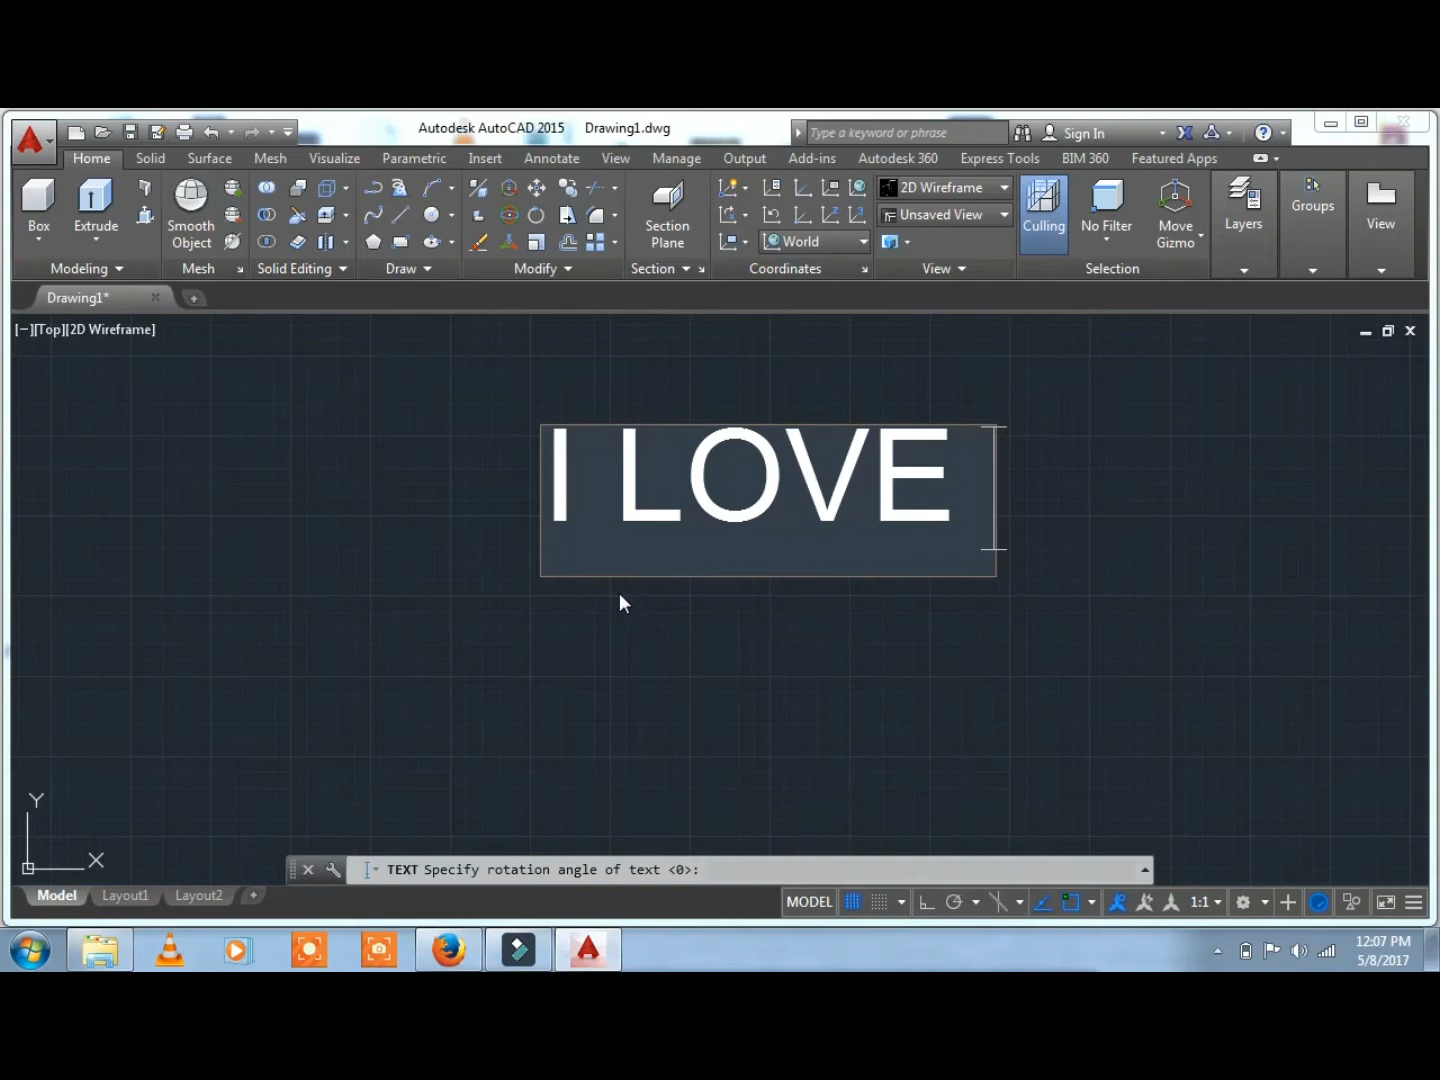 Autodesk AutoCAD 2015 Drawing1.dwg
Type a keyword or phrase
Sign In
Home Solid Surface Mesh Visualize Parametric Insert Annotate View Manage Output Add-ins Autodesk 360 Express Tools BIM 360 Featured Apps
Box
Extrude
Smooth Object
Section Plane
World
2D Wireframe
Unsaved View
Culling
No Filter
Move Gizmo
Layers
Groups
View
Modeling
Mesh
Solid Editing
Draw
Modify
Section
Coordinates
View
Selection
Drawing1*
[−][Top][2D Wireframe]
I LOVE
Y
X
TEXT Specify rotation angle of text <0>:
Model Layout1 Layout2
MODEL
1:1
12:07 PM
5/8/2017